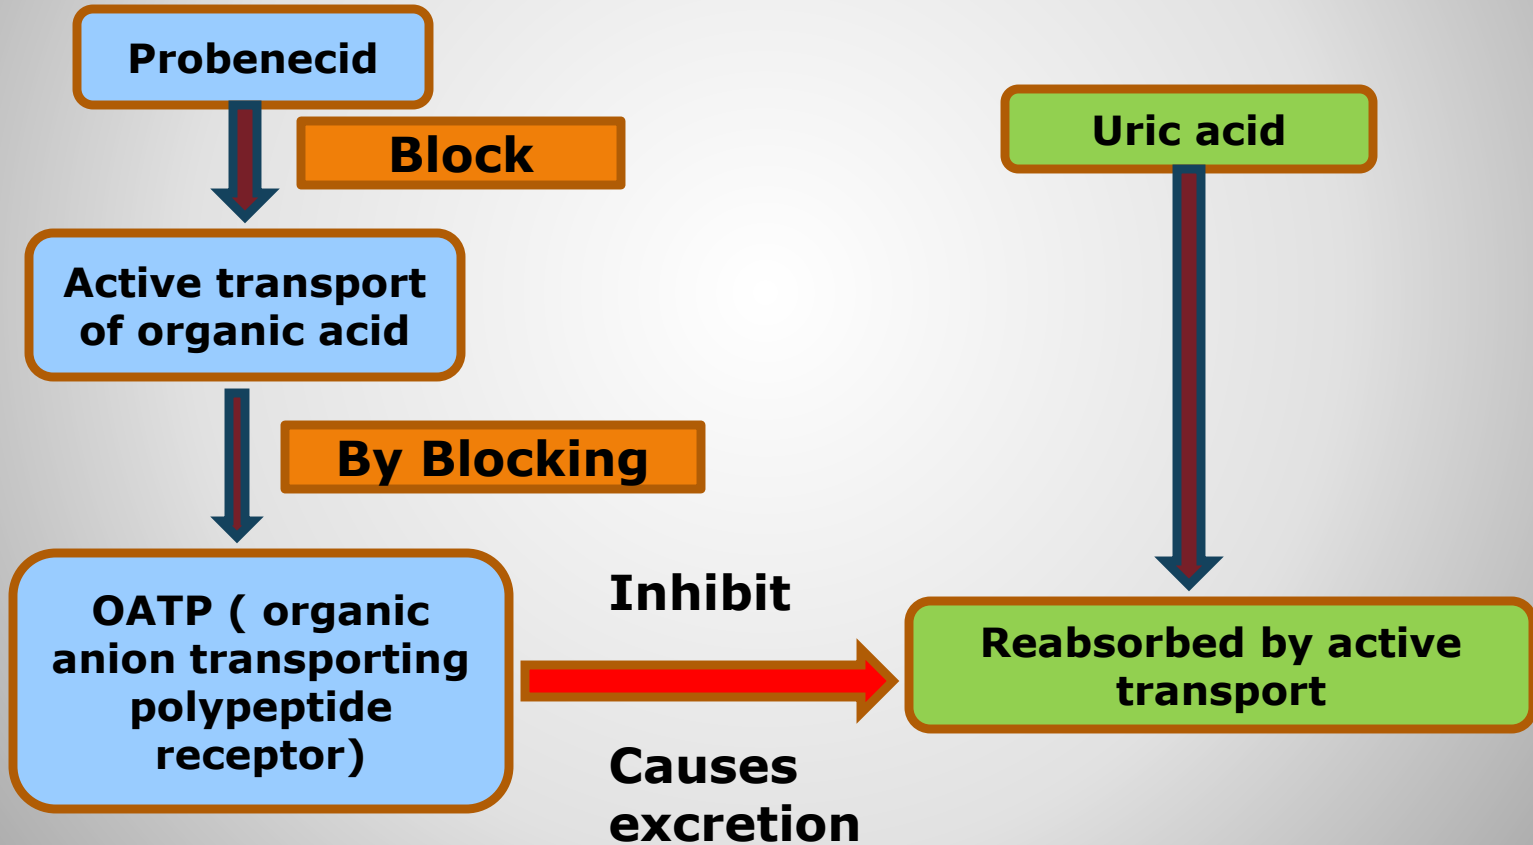 Probenecid
Block
Active transport
of organic acid
By Blocking
OATP ( organic
anion transporting
polypeptide
receptor)
Inhibit
Causes
excretion
Uric acid
Reabsorbed by active
transport